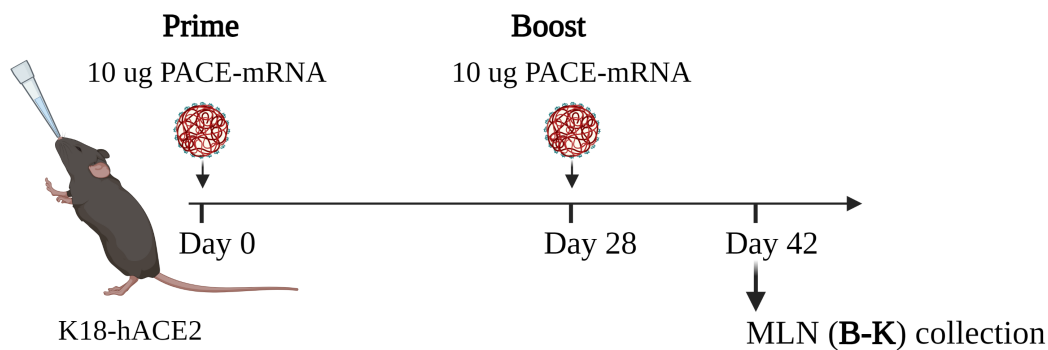 Prime
Boost
10 ug PACE-mRNA
10 ug PACE-mRNA
Day 0
Day 28
Day 42
K18-hACE2
MLN (B-K) collection